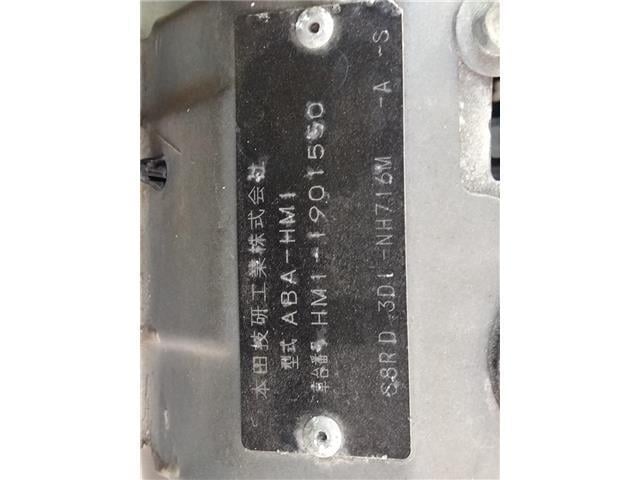 本田技研工業株式会社
型式 ABA-HM1
車台番号 HM1-1901550
S8RD 3D1-NH716M -A -S